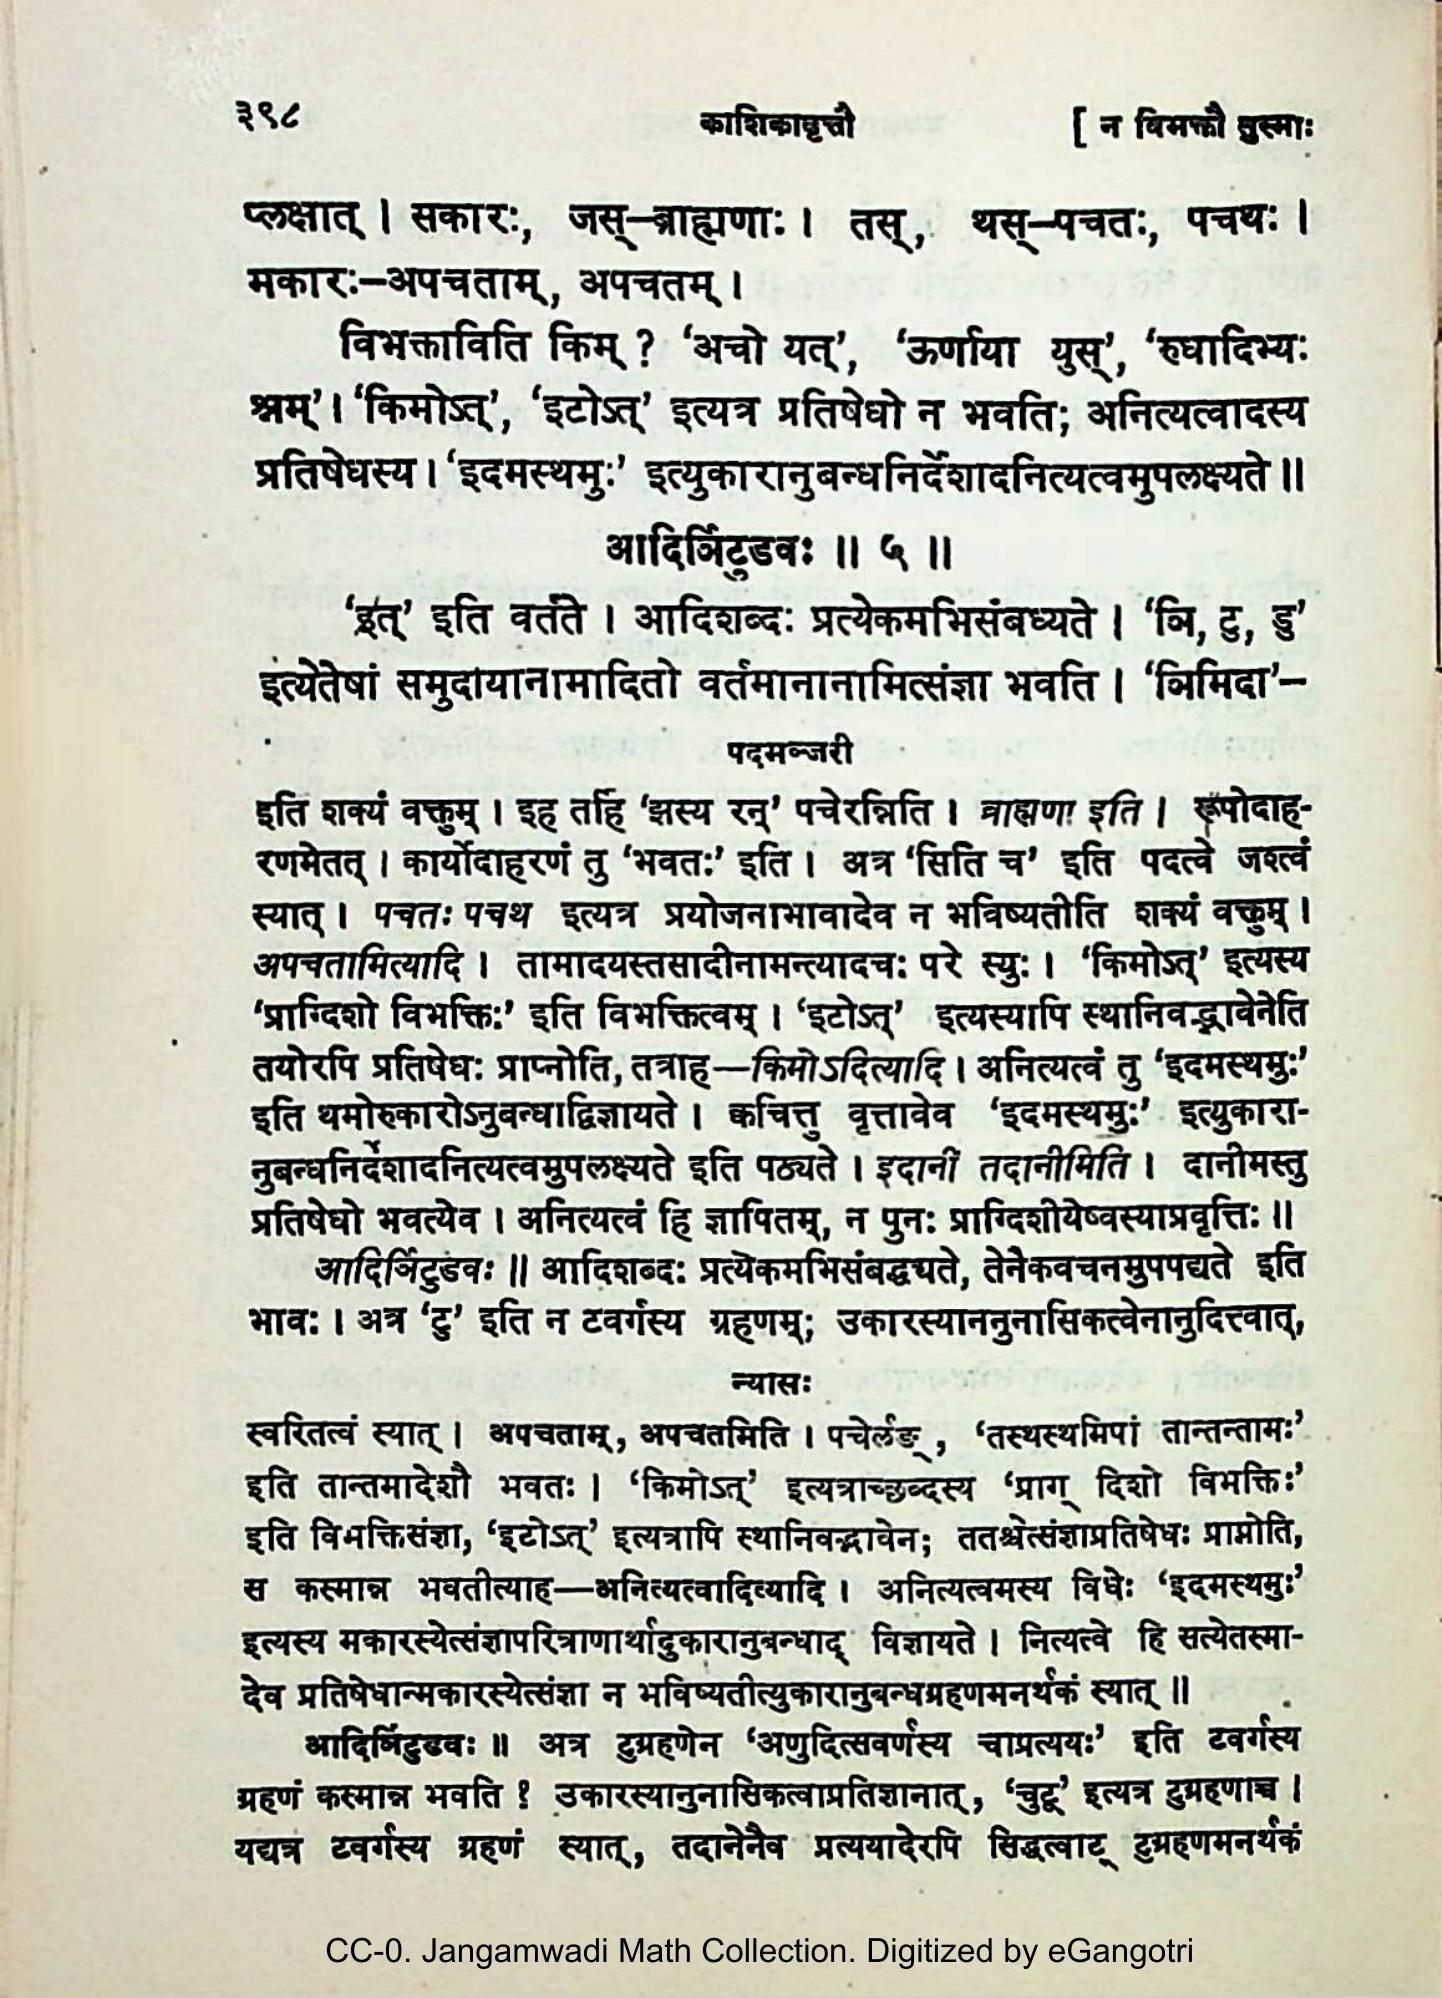 ३९८ काशिकावृत्तौ [ न विभक्तौ तुस्माः
प्लक्षात् । सकारः, जस्–ब्राह्मणाः । तस्, थस्–पचतः, पचथः ।
मकारः–अपचताम्, अपचतम् ।
विभक्ताविति किम् ? ‘अचो यत्’, ‘ऊर्णाया युस्’, ‘रुधादिभ्यः
श्नम्’ । ‘किमोऽत्’, ‘इटोऽत्’ इत्यत्र प्रतिषेधो न भवति; अनित्यत्वादस्य
प्रतिषेधस्य । ‘इदमस्थमुः’ इत्युकारानुबन्धनिर्देशादनित्यत्वमुपलक्ष्यते ॥
आदिर्ञिटुडवः ॥ ५ ॥
‘इत्’ इति वर्तते । आदिशब्दः प्रत्येकमभिसंबध्यते । ‘ञि, टु, डु’
इत्येतेषां समुदायानामादितो वर्तमानानामित्संज्ञा भवति । ‘ञिमिदा’–
पदमञ्जरी
इति शक्यं वक्तुम् । इह तर्हि ‘झस्य रन्’ पचेरन्निति । ब्राह्मणा इति । रूपोदाह-
रणमेतत् । कार्योदाहरणं तु ‘भवतः’ इति । अत्र ‘सिति च’ इति पदत्वे जश्त्वं
स्यात् । पचतः पचथ इत्यत्र प्रयोजनाभावादेव न भविष्यतीति शक्यं वक्तुम् ।
अपचतामित्यादि । तामादयस्तसादीनामन्त्यादचः परे स्युः । ‘किमोऽत्’ इत्यस्य
‘प्राग्दिशो विभक्तिः’ इति विभक्तित्वम् । ‘इटोऽत्’ इत्यस्यापि स्थानिवद्भावेनेति
तयोरपि प्रतिषेधः प्राप्नोति, तत्राह—किमोऽदित्यादि । अनित्यत्वं तु ‘इदमस्थमुः’
इति थमोरुकारोऽनुबन्धाद्विज्ञायते । क्वचित्तु वृत्तावेव ‘इदमस्थमुः’ इत्युकारा-
नुबन्धनिर्देशादनित्यत्वमुपलक्ष्यते इति पठ्यते । इदानीं तदानीमिति । दानीमस्तु
प्रतिषेधो भवत्येव । अनित्यत्वं हि ज्ञापितम्, न पुनः प्राग्दिशीयेष्वस्याप्रवृत्तिः ॥
आदिर्ञिटुडवः ॥ आदिशब्दः प्रत्येकमभिसंबद्ध्यते, तेनैकवचनमुपपद्यते इति
भावः । अत्र ‘टु’ इति न टवर्गस्य ग्रहणम्; उकारस्याननुनासिकत्वेनानुदित्त्वात्,
न्यासः
स्वरितत्वं स्यात् । अपचताम्, अपचतमिति । पचेर्लङ्, ‘तस्थस्थमिपां तान्तन्तामः’
इति तान्तमादेशौ भवतः । ‘किमोऽत्’ इत्यत्राच्छब्दस्य ‘प्राग् दिशो विभक्तिः’
इति विभक्तिसंज्ञा, ‘इटोऽत्’ इत्यत्रापि स्थानिवद्भावेन; ततश्चेत्संज्ञाप्रतिषेधः प्राप्नोति,
स कस्मान्न भवतीत्याह—अनित्यत्वादित्यादि । अनित्यत्वमस्य विधेः ‘इदमस्थमुः’
इत्यस्य मकारस्येत्संज्ञापरित्राणार्थादुकारानुबन्धाद् विज्ञायते । नित्यत्वे हि सत्येतस्मा-
देव प्रतिषेधान्मकारस्येत्संज्ञा न भविष्यतीत्युकारानुबन्धग्रहणमनर्थकं स्यात् ॥
आदिर्ञिटुडवः ॥ अत्र टुग्रहणेन ‘अणुदित्सवर्णस्य चाप्रत्ययः’ इति टवर्गस्य
ग्रहणं कस्मान्न भवति ? उकारस्यानुनासिकत्वाप्रतिज्ञानात्, ‘चुटू’ इत्यत्र टुग्रहणाच्च ।
यद्यत्र टवर्गस्य ग्रहणं स्यात्, तदानेनैव प्रत्ययादेरपि सिद्धत्वाट् टुग्रहणमनर्थकं
CC-0. Jangamwadi Math Collection. Digitized by eGangotri